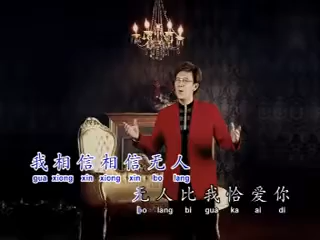 我相信相信无人
gua xiong xin xiong xin bo lang
无人比我恰爱你
bo lang bi gua ka ai di